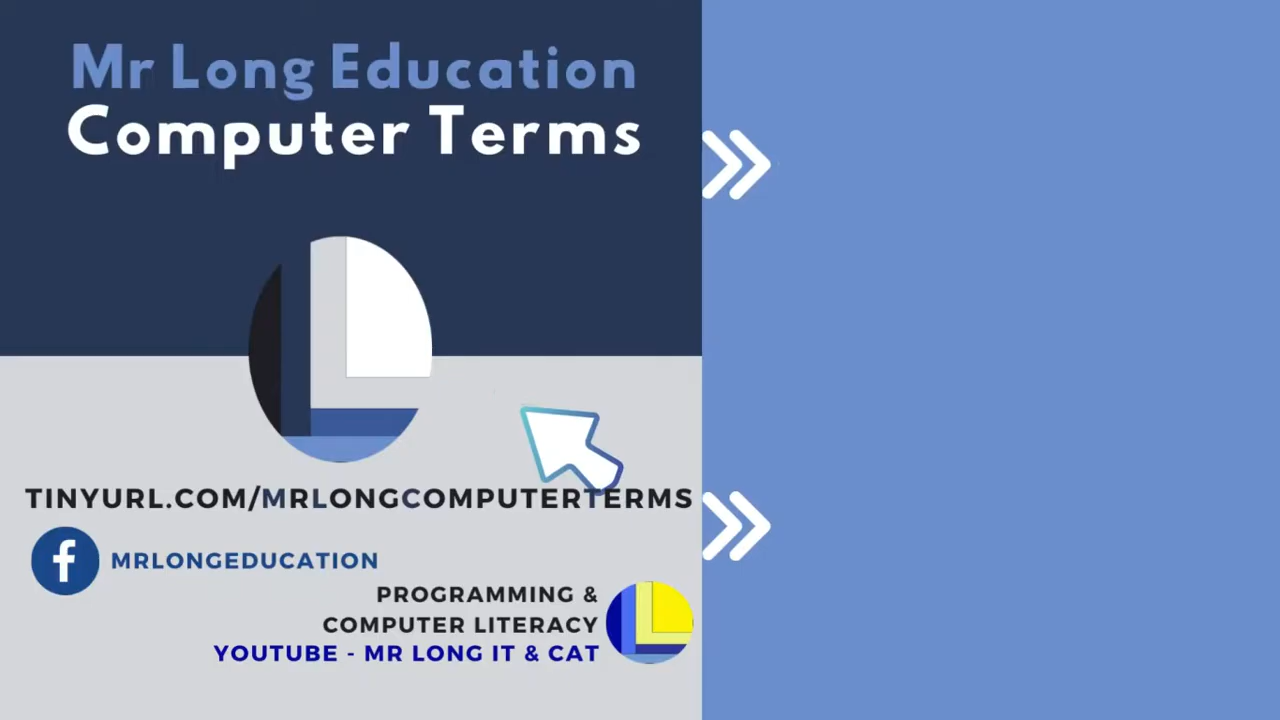 Mr Long Education
Computer Terms
TINYURL.COM/MRLONGCOMPUTERTERMS
MRLONGEDUCATION
PROGRAMMING &
COMPUTER LITERACY
YOUTUBE - MR LONG IT & CAT